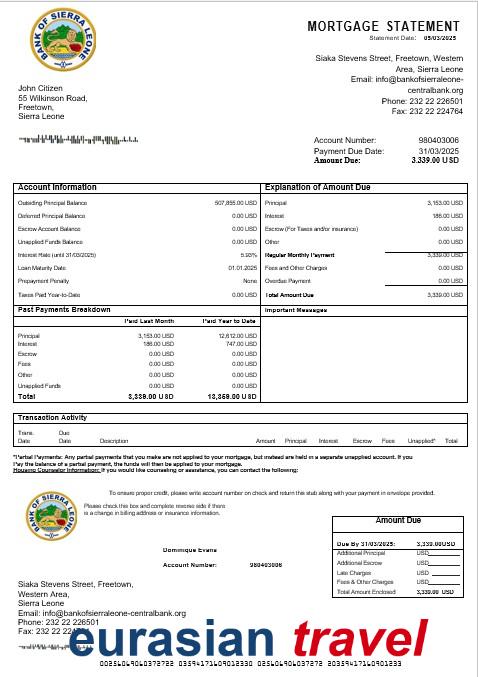 BANK OF SIERRA LEONE
MORTGAGE STATEMENT
Statement Date: 05/03/2025
Siaka Stevens Street, Freetown, Western
Area, Sierra Leone
Email: info@bankofsierraleone-
centralbank.org
Phone: 232 22 226501
Fax: 232 22 224764
John Citizen
55 Wilkinson Road,
Freetown,
Sierra Leone
Account Number: 980403006
Payment Due Date: 31/03/2025
Amount Due: 3.339.00 USD
Account Information
Outstanding Principal Balance 507,855.00 USD
Deferred Principal Balance 0.00 USD
Escrow Account Balance 0.00 USD
Unapplied Funds Balance 0.00 USD
Interest Rate (until 31/03/2025) 5.93%
Loan Maturity Date 01.01.2025
Prepayment Penalty None
Taxes Paid Year-to-Date 0.00 USD
Explanation of Amount Due
Principal 3,153.00 USD
Interest 186.00 USD
Escrow (For Taxes and/or insurance) 0.00 USD
Other 0.00 USD
Regular Monthly Payment 3,339.00 USD
Fees and Other Charges 0.00 USD
Overdue Payment 0.00 USD
Total Amount Due 3,339.00 USD
Past Payments Breakdown
Paid Last Month Paid Year to Date
Principal 3,153.00 USD 12,612.00 USD
Interest 186.00 USD 747.00 USD
Escrow 0.00 USD 0.00 USD
Fees 0.00 USD 0.00 USD
Other 0.00 USD 0.00 USD
Unapplied Funds 0.00 USD 0.00 USD
Total 3,339.00 USD 13,359.00 USD
Important Messages
Transaction Activity
Trans. Due
Date Date Description Amount Principal Interest Escrow Fees Unapplied* Total
*Partial Payments: Any partial payments that you make are not applied to your mortgage, but instead are held in a separate unapplied account. If you
Pay the balance of a partial payment, the funds will then be applied to your mortgage.
Housing Counselor Information: If you would like counseling or assistance, you can contact the following:
BANK OF SIERRA LEONE
To ensure proper credit, please write account number on check and return this stub along with your payment in envelope provided.
Please check this box and complete reverse side if there
is a change in billing address or insurance information.
Dominique Evans
Account Number: 980403006
Amount Due
Due By 31/03/2025: 3,339.00USD
Additional Principal USD
Additional Escrow USD
Late Charges USD
Fees & Other Charges USD
Total Amount Enclosed 3,339.00 USD
Siaka Stevens Street, Freetown,
Western Area,
Sierra Leone
Email: info@bankofsierraleone-centralbank.org
Phone: 232 22 226501
Fax: 232 22
eurasian travel